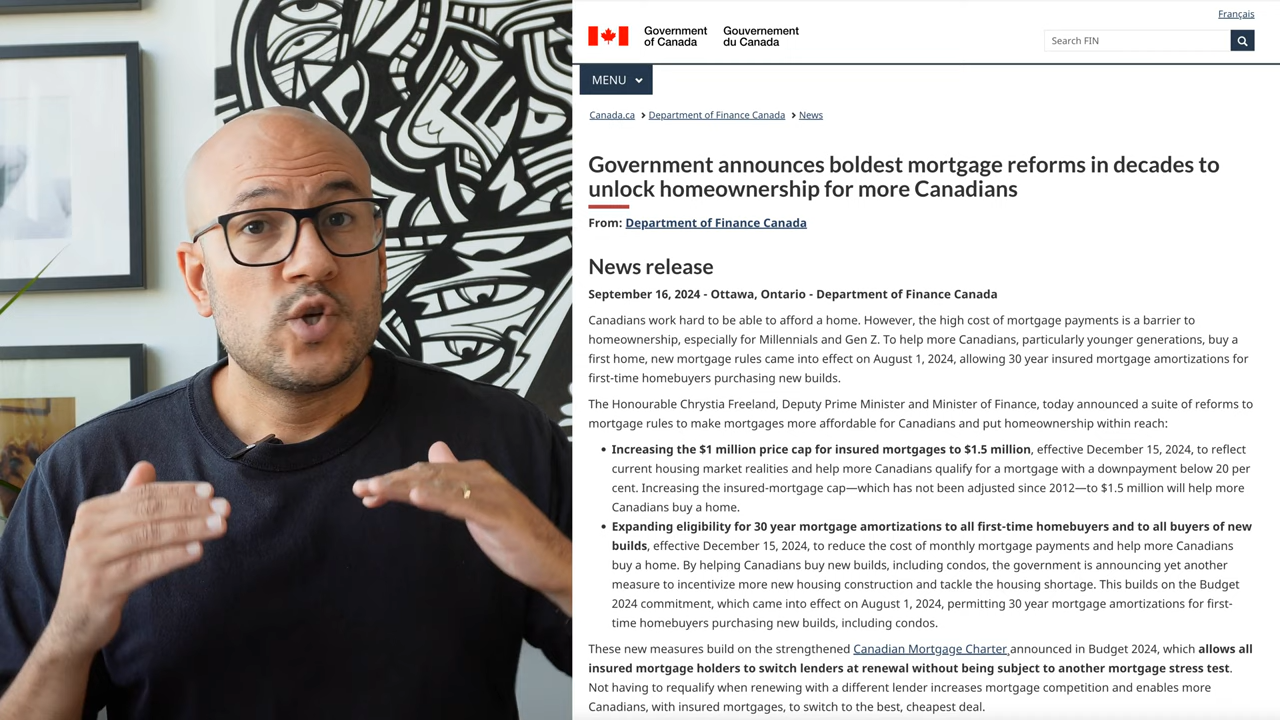 Français
Government of Canada
Gouvernement du Canada
Search FIN
MENU
Canada.ca > Department of Finance Canada > News
Government announces boldest mortgage reforms in decades to
unlock homeownership for more Canadians
From: Department of Finance Canada
News release
September 16, 2024 - Ottawa, Ontario - Department of Finance Canada
Canadians work hard to be able to afford a home. However, the high cost of mortgage payments is a barrier to
homeownership, especially for Millennials and Gen Z. To help more Canadians, particularly younger generations, buy a
first home, new mortgage rules came into effect on August 1, 2024, allowing 30 year insured mortgage amortizations for
first-time homebuyers purchasing new builds.
The Honourable Chrystia Freeland, Deputy Prime Minister and Minister of Finance, today announced a suite of reforms to
mortgage rules to make mortgages more affordable for Canadians and put homeownership within reach:
• Increasing the $1 million price cap for insured mortgages to $1.5 million, effective December 15, 2024, to reflect
current housing market realities and help more Canadians qualify for a mortgage with a downpayment below 20 per
cent. Increasing the insured-mortgage cap—which has not been adjusted since 2012—to $1.5 million will help more
Canadians buy a home.
• Expanding eligibility for 30 year mortgage amortizations to all first-time homebuyers and to all buyers of new
builds, effective December 15, 2024, to reduce the cost of monthly mortgage payments and help more Canadians
buy a home. By helping Canadians buy new builds, including condos, the government is announcing yet another
measure to incentivize more new housing construction and tackle the housing shortage. This builds on the Budget
2024 commitment, which came into effect on August 1, 2024, permitting 30 year mortgage amortizations for first-
time homebuyers purchasing new builds, including condos.
These new measures build on the strengthened Canadian Mortgage Charter announced in Budget 2024, which allows all
insured mortgage holders to switch lenders at renewal without being subject to another mortgage stress test.
Not having to requalify when renewing with a different lender increases mortgage competition and enables more
Canadians, with insured mortgages, to switch to the best, cheapest deal.